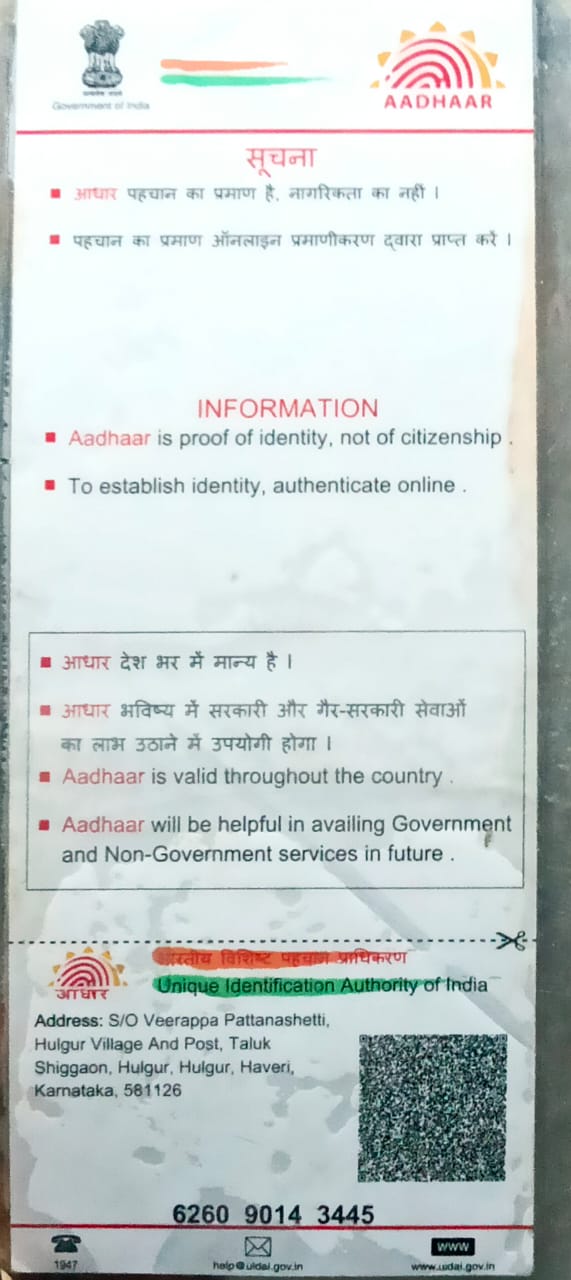 Government of India
AADHAAR
सूचना
आधार पहचान का प्रमाण है, नागरिकता का नहीं ।
पहचान का प्रमाण ऑनलाइन प्रमाणीकरण द्वारा प्राप्त करें ।
INFORMATION
Aadhaar is proof of identity, not of citizenship .
To establish identity, authenticate online .
आधार देश भर में मान्य है ।
आधार भविष्य में सरकारी और गैर-सरकारी सेवाओं
का लाभ उठाने में उपयोगी होगा ।
Aadhaar is valid throughout the country .
Aadhaar will be helpful in availing Government
and Non-Government services in future .
भारतीय विशिष्ट पहचान प्राधिकरण
आधार
Unique Identification Authority of India
Address: S/O Veerappa Pattanashetti,
Hulgur Village And Post, Taluk
Shiggaon, Hulgur, Hulgur, Haveri,
Karnataka, 581126
6260 9014 3445
1947
help@uidai.gov.in
www
www.uidai.gov.in